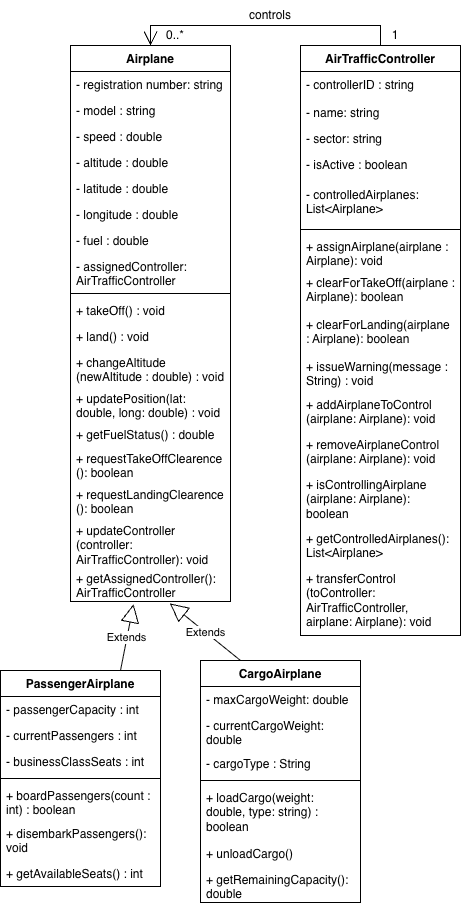 controls
0..*
1
Airplane
- registration number: string
- model : string
- speed : double
- altitude : double
- latitude : double
- longitude : double
- fuel : double
- assignedController:
AirTrafficController
+ takeOff() : void
+ land() : void
+ changeAltitude
(newAltitude : double) : void
+ updatePosition(lat:
double, long: double) : void
+ getFuelStatus() : double
+ requestTakeOffClearence
(): boolean
+ requestLandingClearence
(): boolean
+ updateController
(controller:
AirTrafficController): void
+ getAssignedController():
AirTrafficController
AirTrafficController
- controllerID : string
- name: string
- sector: string
- isActive : boolean
- controlledAirplanes:
List<Airplane>
+ assignAirplane(airplane :
Airplane): void
+ clearForTakeOff(airplane :
Airplane): boolean
+ clearForLanding(airplane
: Airplane): boolean
+ issueWarning(message :
String) : void
+ addAirplaneToControl
(airplane: Airplane): void
+ removeAirplaneControl
(airplane: Airplane): void
+ isControllingAirplane
(airplane: Airplane):
boolean
+ getControlledAirplanes():
List<Airplane>
+ transferControl
(toController:
AirTrafficController,
airplane: Airplane): void
Extends
Extends
PassengerAirplane
- passengerCapacity : int
- currentPassengers : int
- businessClassSeats : int
+ boardPassengers(count :
int) : boolean
+ disembarkPassengers():
void
+ getAvailableSeats() : int
CargoAirplane
- maxCargoWeight: double
- currentCargoWeight:
double
- cargoType : String
+ loadCargo(weight:
double, type: string) :
boolean
+ unloadCargo()
+ getRemainingCapacity():
double